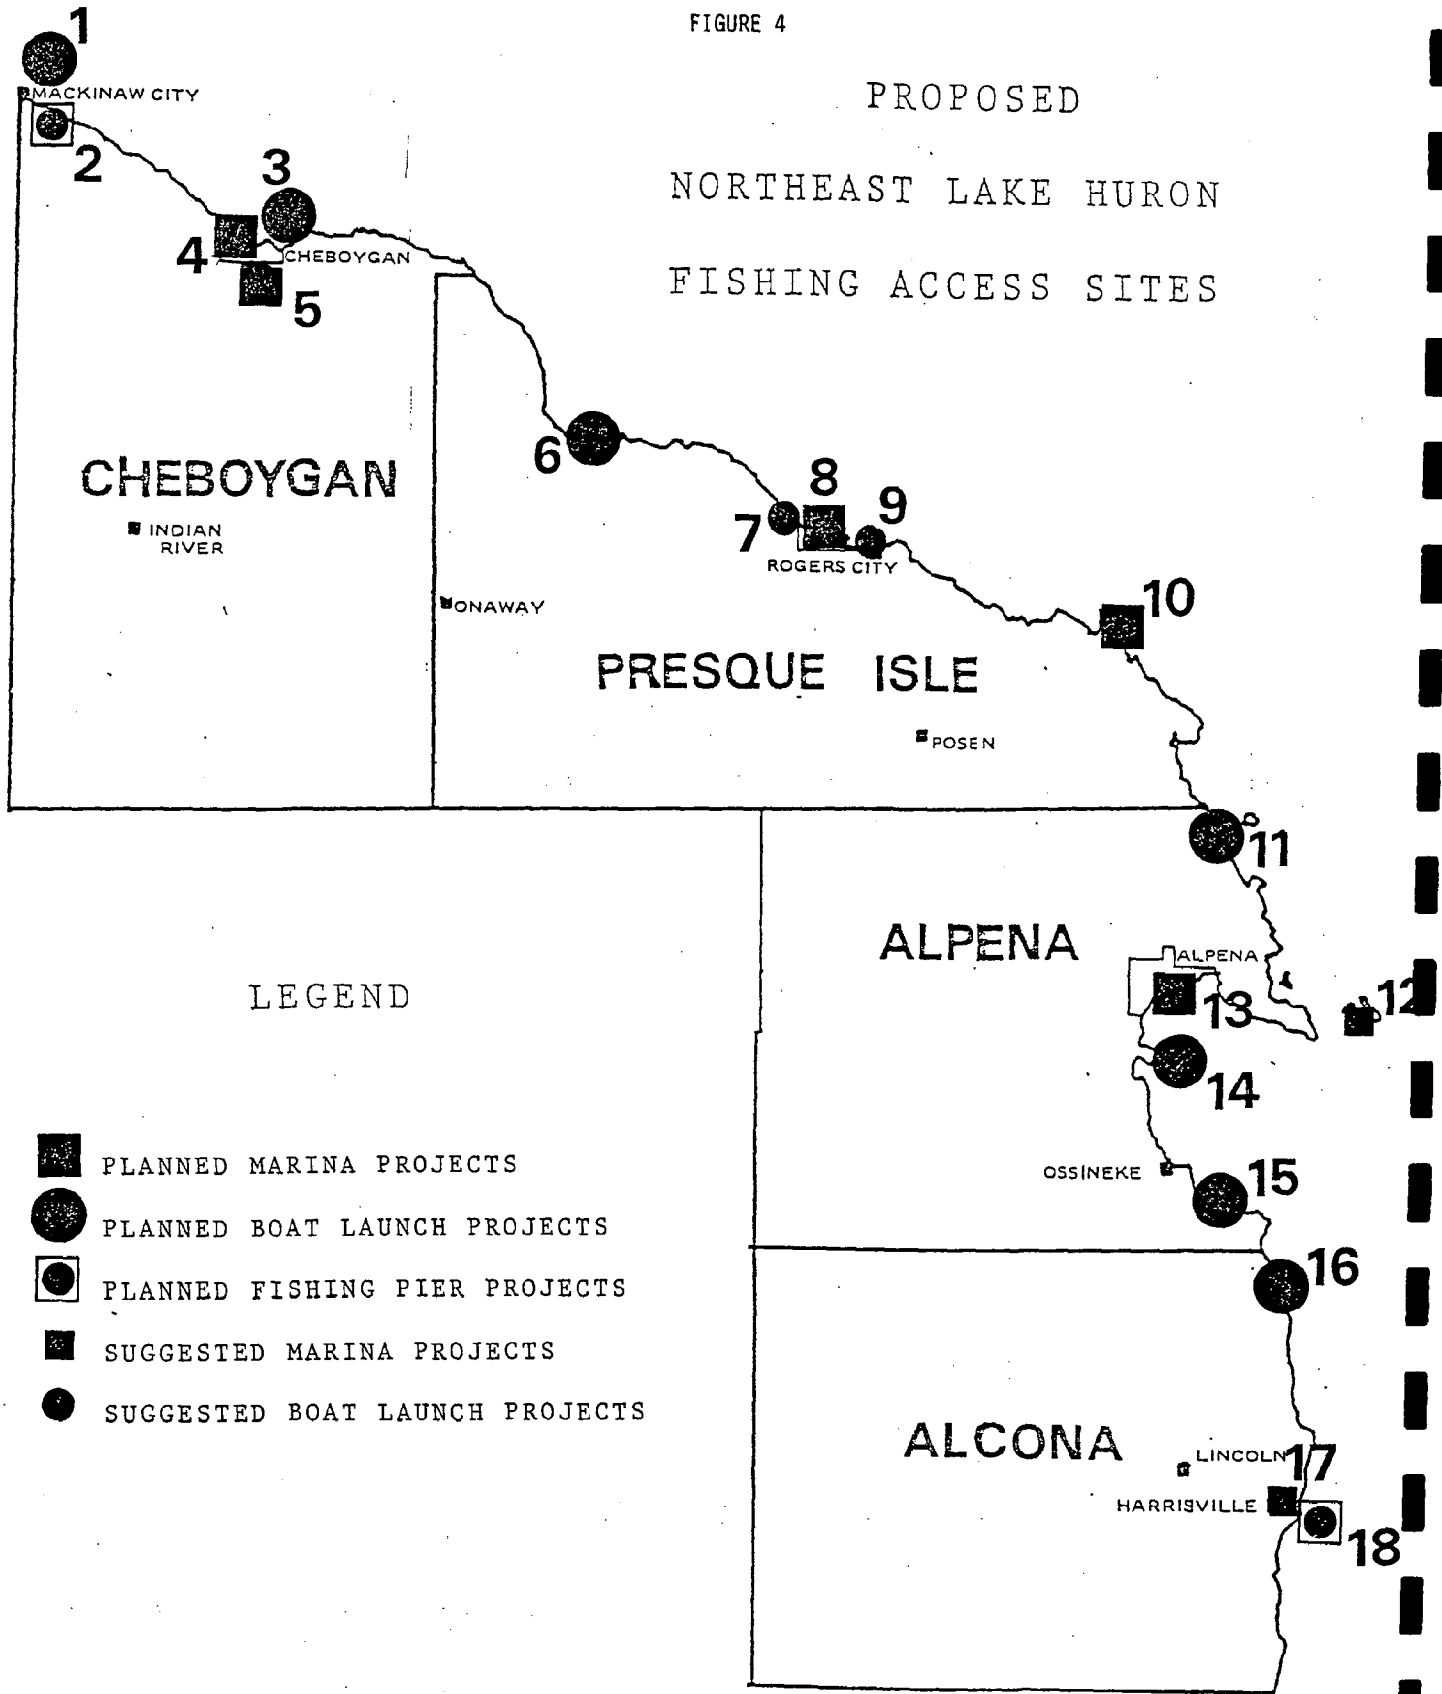 FIGURE 4
PROPOSED
NORTHEAST LAKE HURON
FISHING ACCESS SITES
1
MACKINAW CITY
2
3
4
CHEBOYGAN
5
6
CHEBOYGAN
INDIAN
RIVER
7
8
9
ROGERS CITY
ONAWAY
10
PRESQUE ISLE
POSEN
11
ALPENA
ALPENA
12
13
14
OSSINEKE
15
16
ALCONA
LINCOLN
17
HARRISVILLE
18
LEGEND
PLANNED MARINA PROJECTS
PLANNED BOAT LAUNCH PROJECTS
PLANNED FISHING PIER PROJECTS
SUGGESTED MARINA PROJECTS
SUGGESTED BOAT LAUNCH PROJECTS